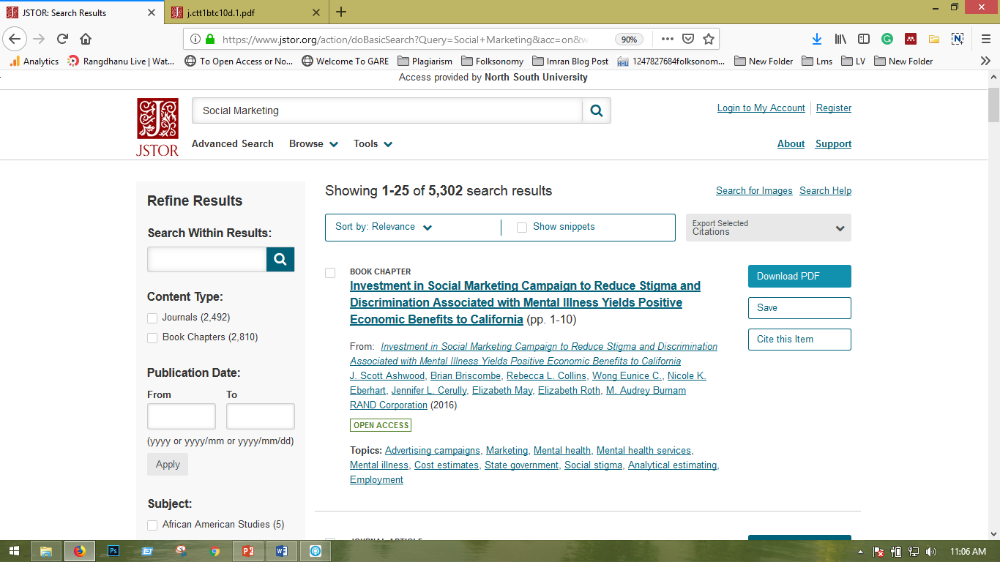 JSTOR: Search Results
j.ctt1btc10d.1.pdf
https://www.jstor.org/action/doBasicSearch?Query=Social+Marketing&acc=on&w
90%
Analytics
Rangdhanu Live | Wat...
To Open Access or No...
Welcome To GARE
Plagiarism
Folksonomy
Imran Blog Post
1247827684folksonom...
New Folder
Lms
LV
New Folder
Access provided by North South University
JSTOR
Social Marketing
Login to My Account
Register
Advanced Search
Browse
Tools
About
Support
Refine Results
Search Within Results:
Content Type:
Journals (2,492)
Book Chapters (2,810)
Publication Date:
From
To
(yyyy or yyyy/mm or yyyy/mm/dd)
Apply
Subject:
African American Studies (5)
Showing 1-25 of 5,302 search results
Search for Images
Search Help
Sort by: Relevance
Show snippets
Export Selected
Citations
BOOK CHAPTER
Investment in Social Marketing Campaign to Reduce Stigma and
Discrimination Associated with Mental Illness Yields Positive
Economic Benefits to California (pp. 1-10)
From: Investment in Social Marketing Campaign to Reduce Stigma and Discrimination
Associated with Mental Illness Yields Positive Economic Benefits to California
J. Scott Ashwood, Brian Briscombe, Rebecca L. Collins, Wong Eunice C., Nicole K.
Eberhart, Jennifer L. Cerully, Elizabeth May, Elizabeth Roth, M. Audrey Burnam
RAND Corporation (2016)
OPEN ACCESS
Topics: Advertising campaigns, Marketing, Mental health, Mental health services,
Mental illness, Cost estimates, State government, Social stigma, Analytical estimating,
Employment
Download PDF
Save
Cite this Item
JOURNAL ARTICLE
11:06 AM